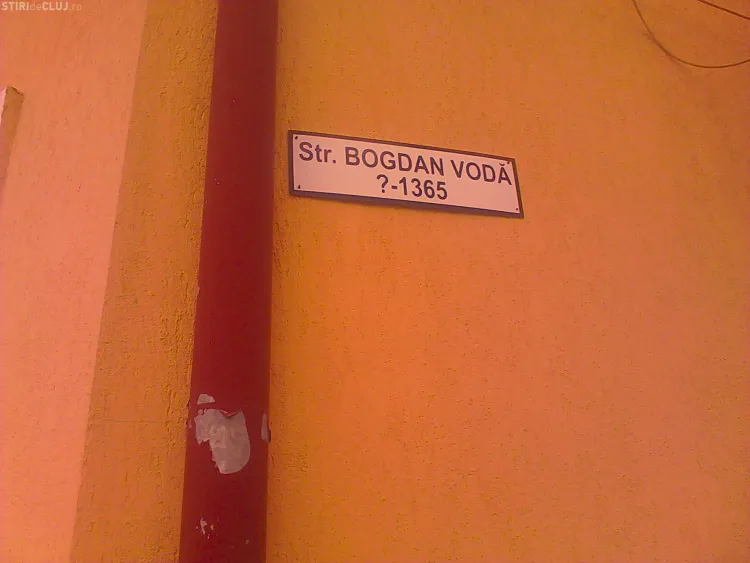 STIRIdeCLUJ.ro
Str. BOGDAN VODĂ
?-1365